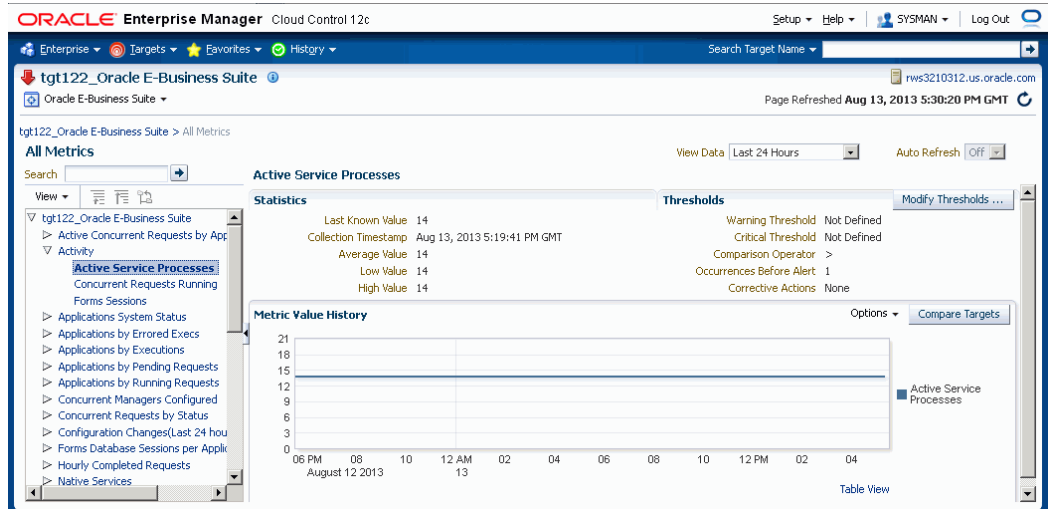 ORACLE Enterprise Manager Cloud Control 12c
Setup Help SYSMAN Log Out
Enterprise Targets Favorites History Search Target Name
tgt122_Oracle E-Business Suite
rws3210312.us.oracle.com
Oracle E-Business Suite
Page Refreshed Aug 13, 2013 5:30:20 PM GMT
tgt122_Oracle E-Business Suite > All Metrics
All Metrics
View Data Last 24 Hours
Auto Refresh Off
Search
View
tgt122_Oracle E-Business Suite
Active Concurrent Requests by App
Activity
Active Service Processes
Concurrent Requests Running
Forms Sessions
Applications System Status
Applications by Errored Execs
Applications by Executions
Applications by Pending Requests
Applications by Running Requests
Concurrent Managers Configured
Concurrent Requests by Status
Configuration Changes(Last 24 hou
Forms Database Sessions per Applic
Hourly Completed Requests
Native Services
Active Service Processes
Statistics
Last Known Value 14
Collection Timestamp Aug 13, 2013 5:19:41 PM GMT
Average Value 14
Low Value 14
High Value 14
Thresholds
Modify Thresholds ...
Warning Threshold Not Defined
Critical Threshold Not Defined
Comparison Operator >
Occurrences Before Alert 1
Corrective Actions None
Metric Value History
Options
Compare Targets
21
18
15
12
9
6
3
0
06 PM 08 10 12 AM 02 04 06 08 10 12 PM 02 04
August 12 2013 13
Active Service
Processes
Table View